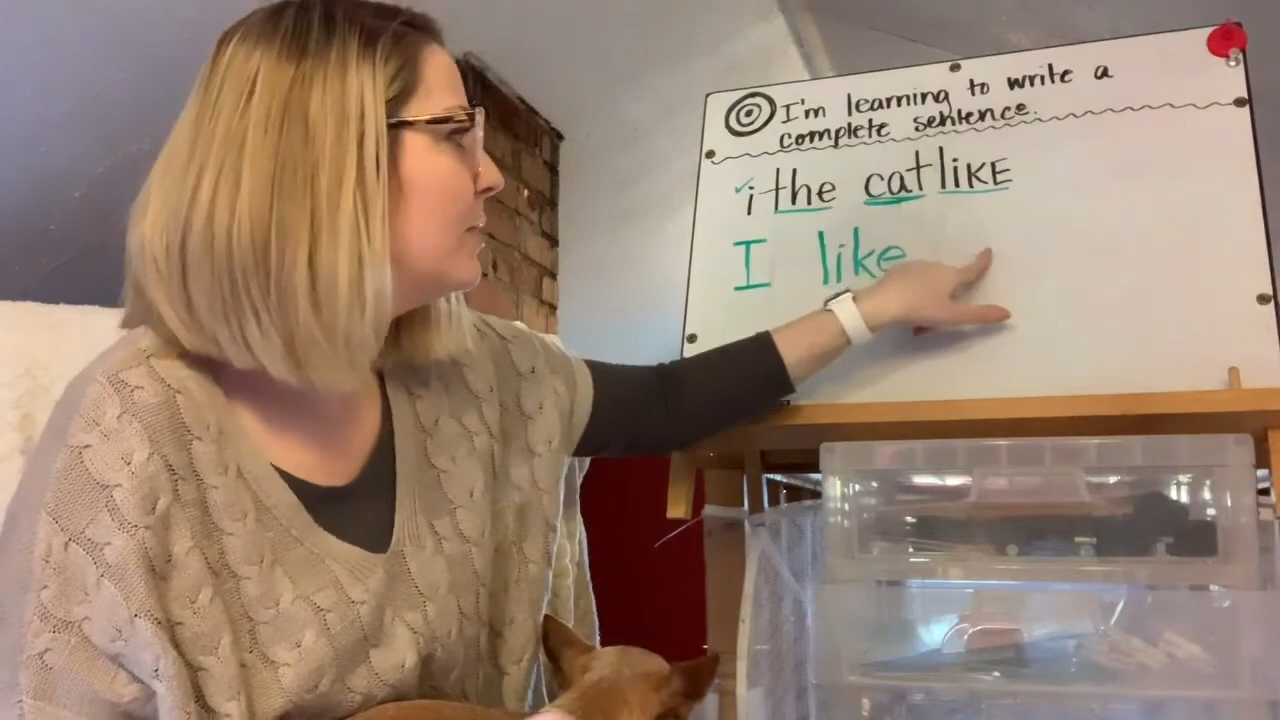 I'm learning to write a
complete sentence.
i the cat liKE
I like